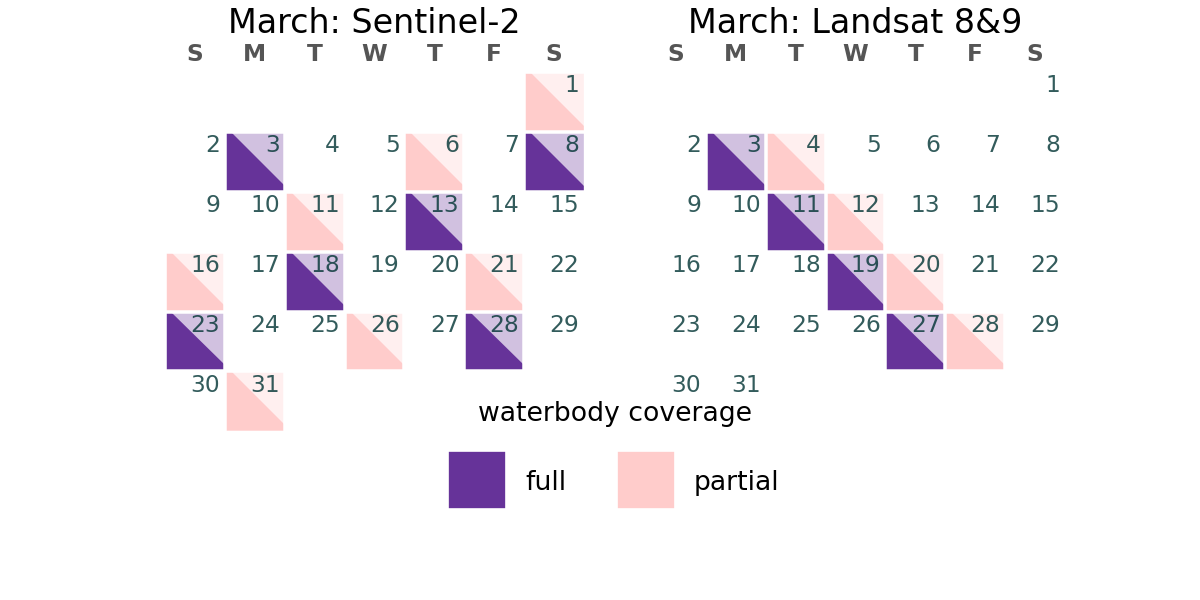 March: Sentinel-2
S M T W T F S
1
2 3 4 5 6 7 8
9 10 11 12 13 14 15
16 17 18 19 20 21 22
23 24 25 26 27 28 29
30 31
March: Landsat 8&9
S M T W T F S
1
2 3 4 5 6 7 8
9 10 11 12 13 14 15
16 17 18 19 20 21 22
23 24 25 26 27 28 29
30 31
waterbody coverage
full partial